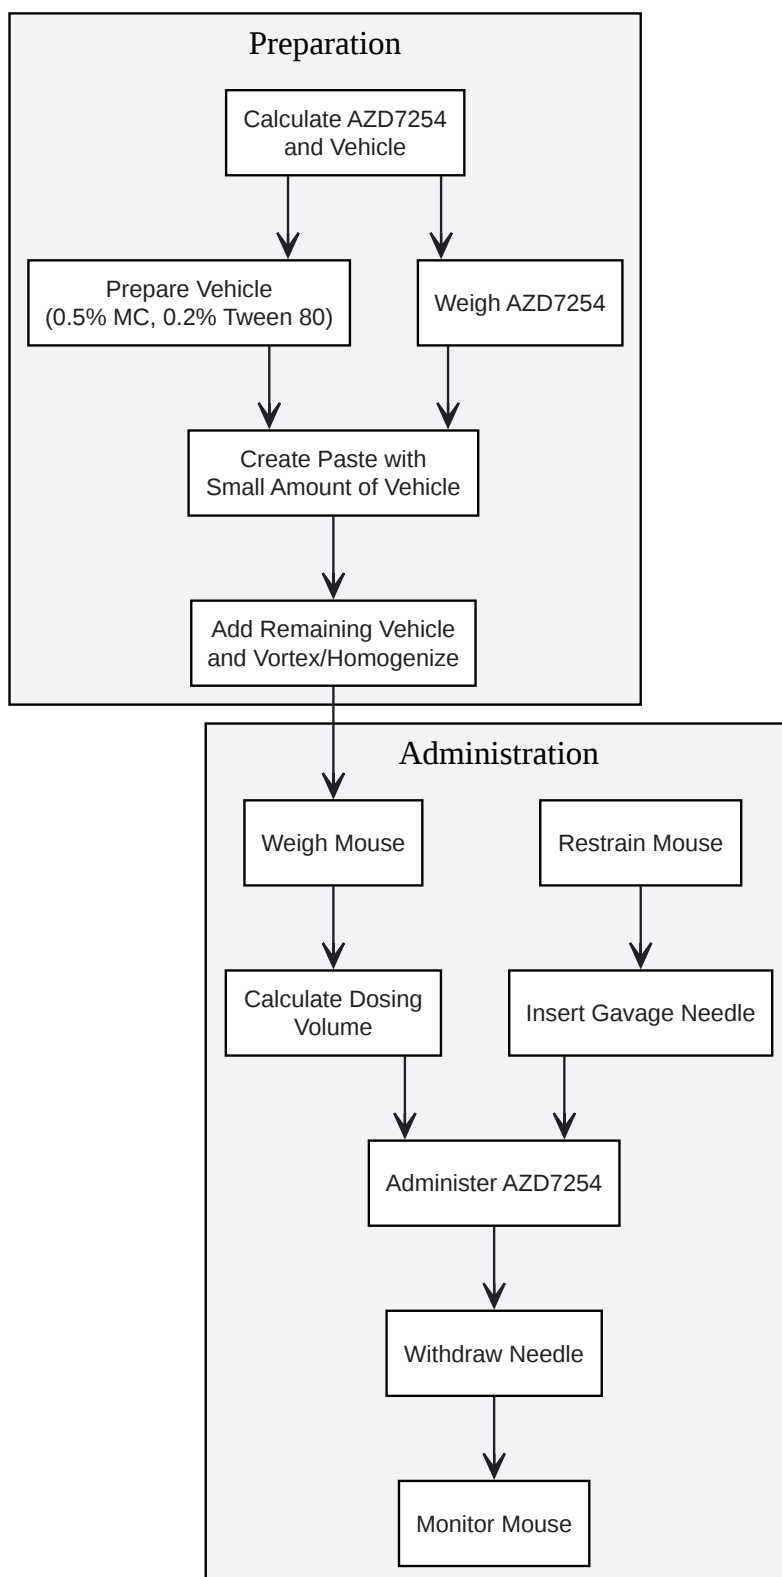 Preparation
Calculate AZD7254
and Vehicle
Prepare Vehicle
(0.5% MC, 0.2% Tween 80)
Weigh AZD7254
Create Paste with
Small Amount of Vehicle
Add Remaining Vehicle
and Vortex/Homogenize
Administration
Weigh Mouse
Restrain Mouse
Calculate Dosing
Volume
Insert Gavage Needle
Administer AZD7254
Withdraw Needle
Monitor Mouse